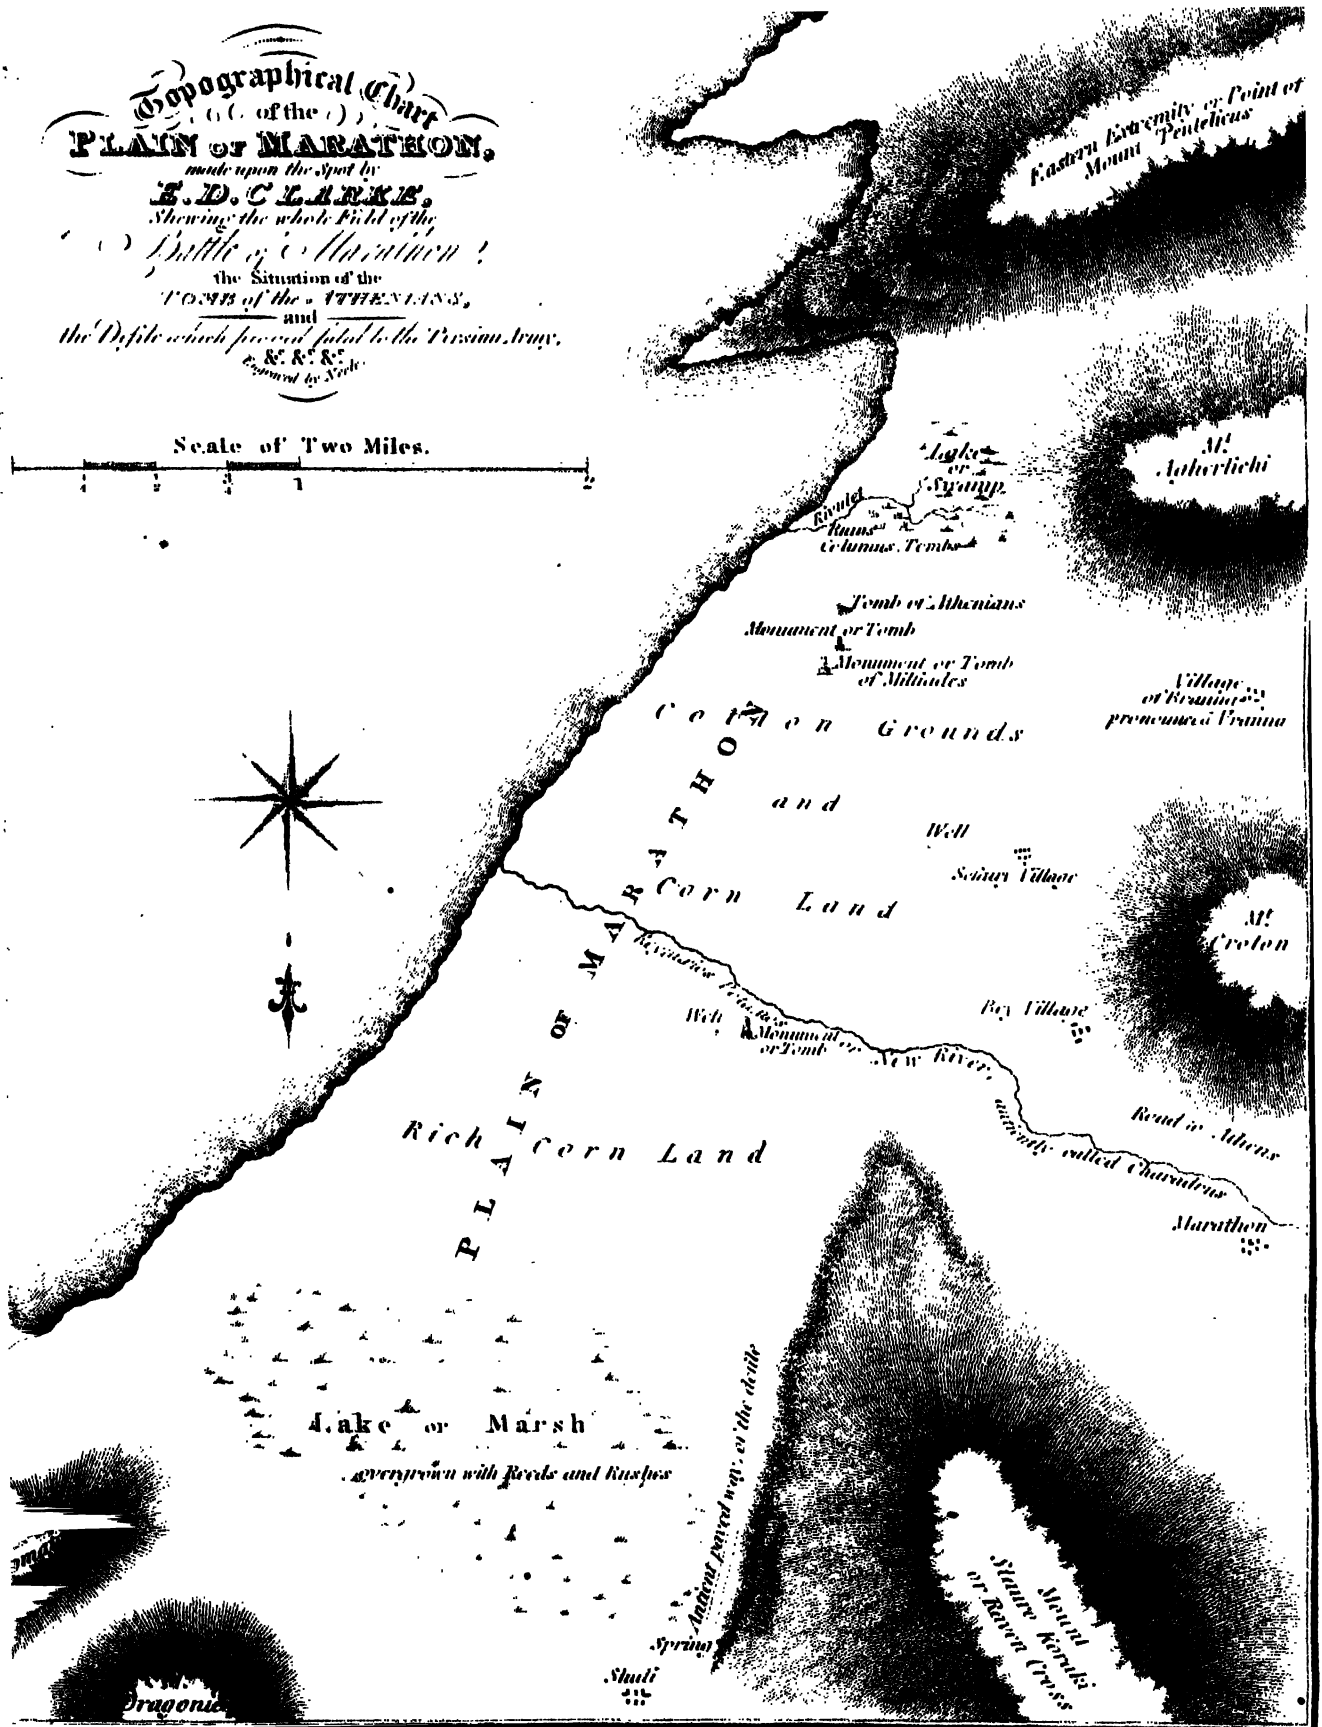 Topographical Chart
of the
PLAIN OF MARATHON,
made upon the Spot by
E. D. CLARKE,
Shewing the whole Field of the
Battle of Marathon
the Situation of the
TOMB of the ATHENIANS,
and
the Defile which proved fatal to the Persian Army,
&c. &c. &c.
Engraved by Neele
Scale of Two Miles.
1
2
Eastern Extremity or Point of
Mount Pentelicus
Mt.
Lake
or
Swamp
Rivulet
Ruins
Columns, Tombs
Tomb of Athenians
Monument or Tomb
Monument or Tomb
of Miltiades
Village
of Branna
pronounced Vranna
Cotton Grounds
and
Corn Land
Well
Village
Mt.
Croton
PLAIN OF MARATHON
Well
Monument
or Tomb
or New River,
antiently called Charadrus
Bey Village
Road to Athens
Marathon
Rich Corn Land
Lake or Marsh
overgrown with Reeds and Rushes
Antient paved way, or the defile
Spring
Shuli
Mount
Stauro Koraki
or Raven Cross